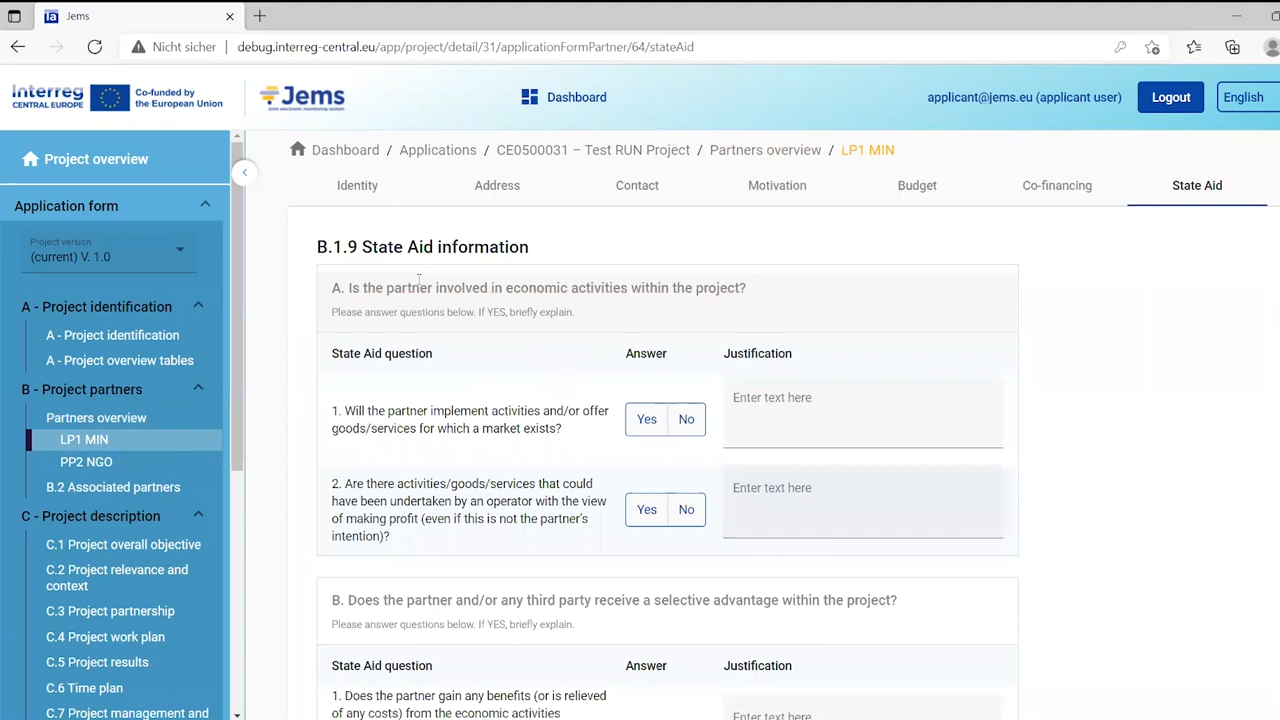 Jems
Nicht sicher
debug.interreg-central.eu/app/project/detail/31/applicationFormPartner/64/stateAid
Interreg
CENTRAL EUROPE
Co-funded by
the European Union
Jems
Joint electronic monitoring system
Dashboard
applicant@jems.eu (applicant user)
Logout
English
Project overview
Application form
Project version
(current) V. 1.0
A - Project identification
A - Project identification
A - Project overview tables
B - Project partners
Partners overview
LP1 MIN
PP2 NGO
B.2 Associated partners
C - Project description
C.1 Project overall objective
C.2 Project relevance and
context
C.3 Project partnership
C.4 Project work plan
C.5 Project results
C.6 Time plan
C.7 Project management and
Dashboard / Applications / CE0500031 – Test RUN Project / Partners overview / LP1 MIN
Identity
Address
Contact
Motivation
Budget
Co-financing
State Aid
B.1.9 State Aid information
A. Is the partner involved in economic activities within the project?
Please answer questions below. If YES, briefly explain.
State Aid question
Answer
Justification
1. Will the partner implement activities and/or offer
goods/services for which a market exists?
Yes
No
Enter text here
2. Are there activities/goods/services that could
have been undertaken by an operator with the view
of making profit (even if this is not the partner's
intention)?
Yes
No
Enter text here
B. Does the partner and/or any third party receive a selective advantage within the project?
Please answer questions below. If YES, briefly explain.
State Aid question
Answer
Justification
1. Does the partner gain any benefits (or is relieved
of any costs) from the economic activities
Enter text here